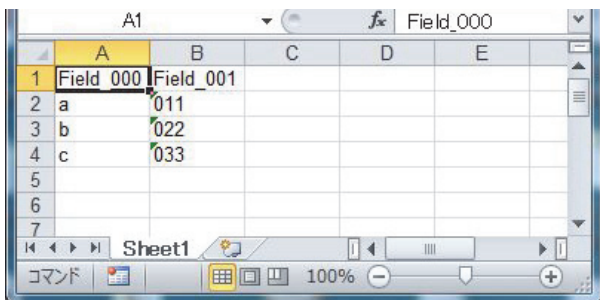 A1 fx Field_000
A B C D E
1 Field_000 Field_001
2 a 011
3 b 022
4 c 033
5
6
7
Sheet1
コマンド 100%